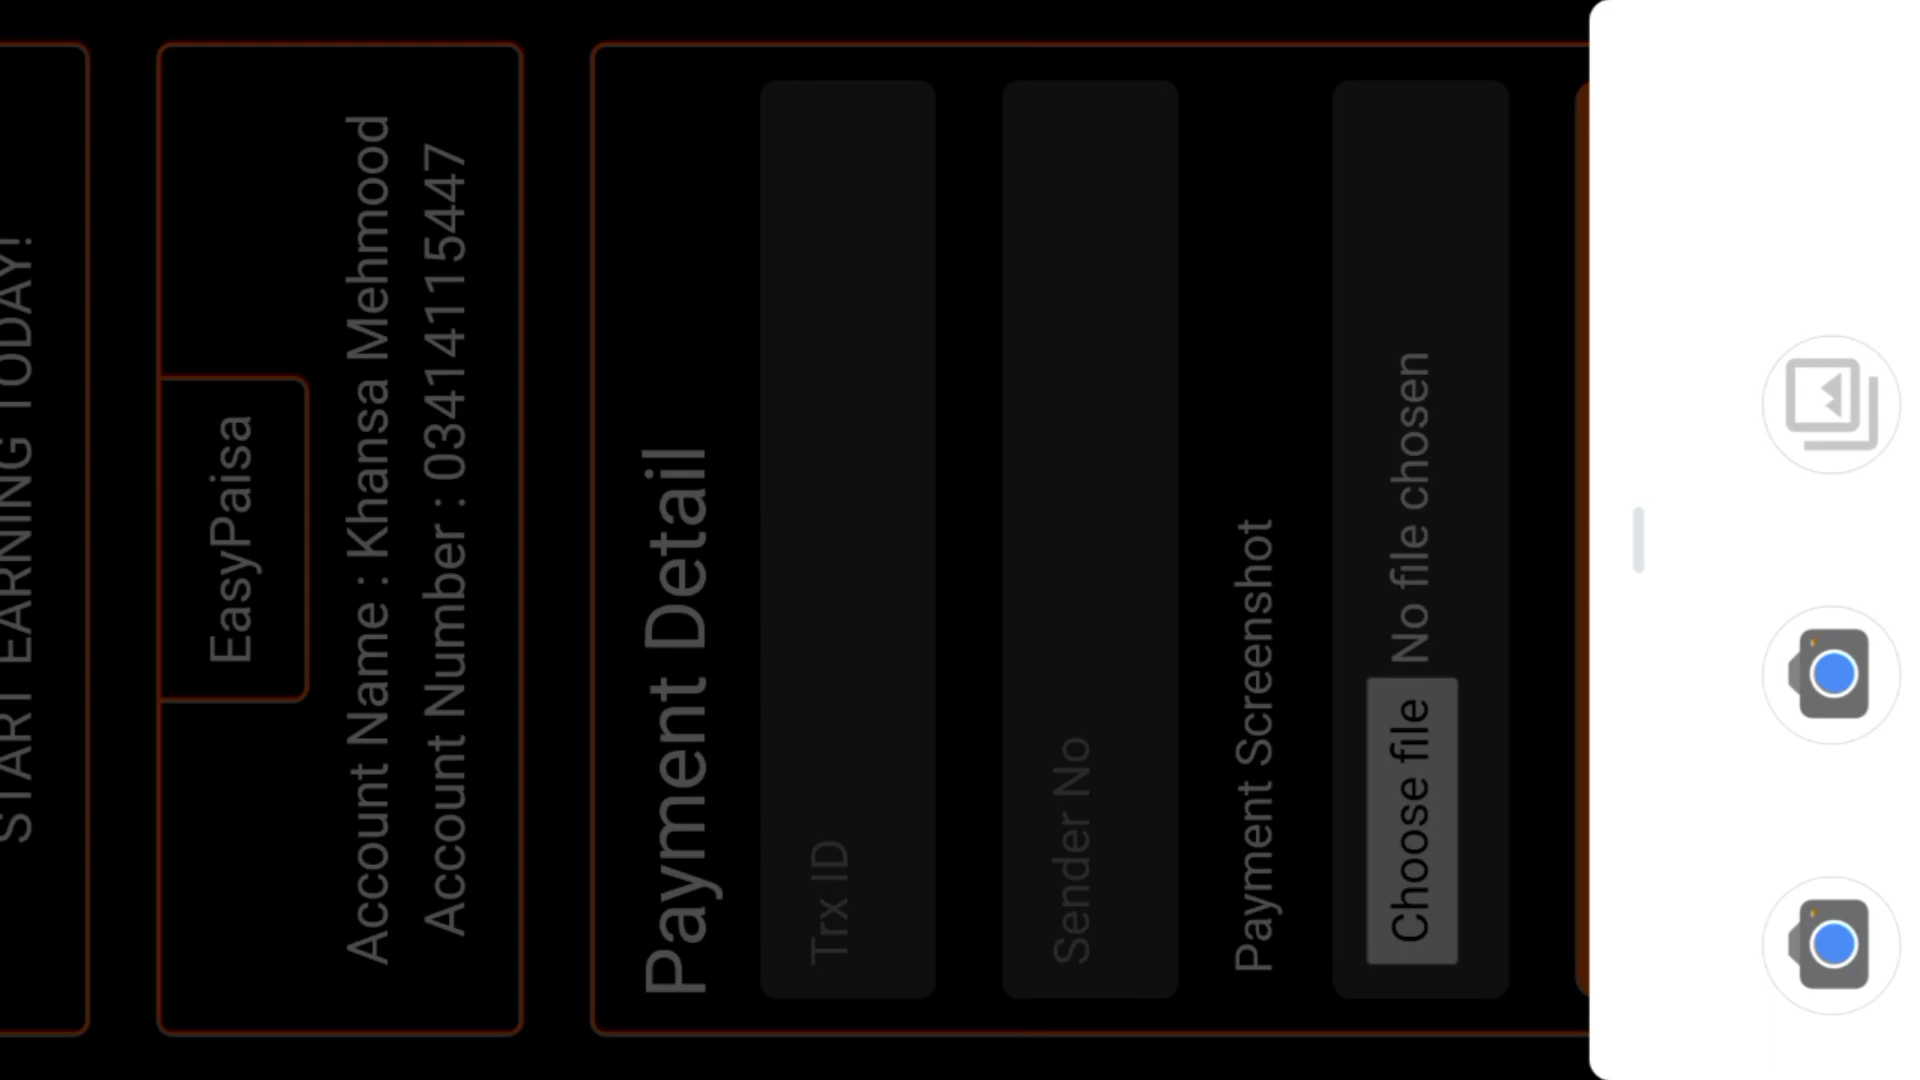 START EARNING TODAY!
EasyPaisa
Account Name : Khansa Mehmood
Account Number : 03414115447
Payment Detail
Trx ID
Sender No
Payment Screenshot
Choose file No file chosen